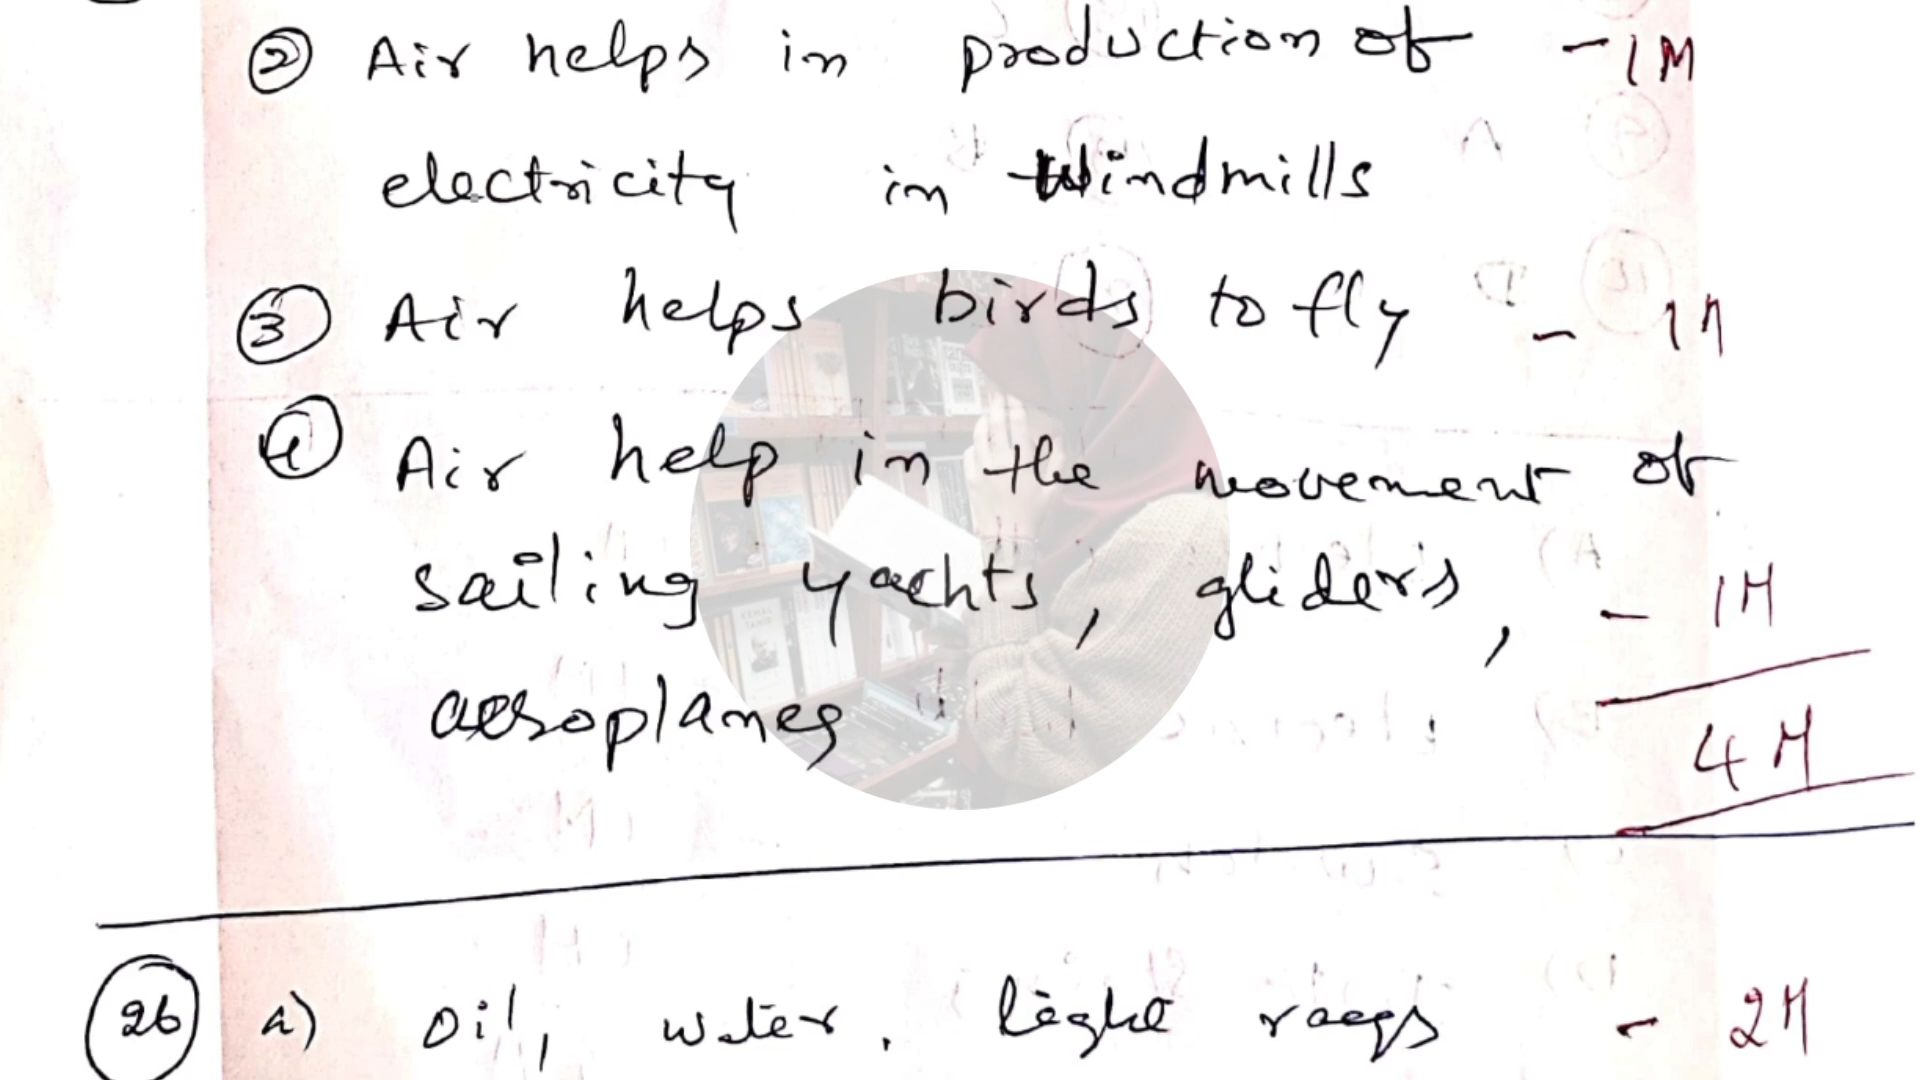 ② Air helps in production of - 1M
electricity in Windmills
③ Air helps birds to fly - 1M
④ Air help in the movement of
sailing yachts, gliders, - 1M
aeroplanes
4M
26 a) oil, water, light rays - 2M